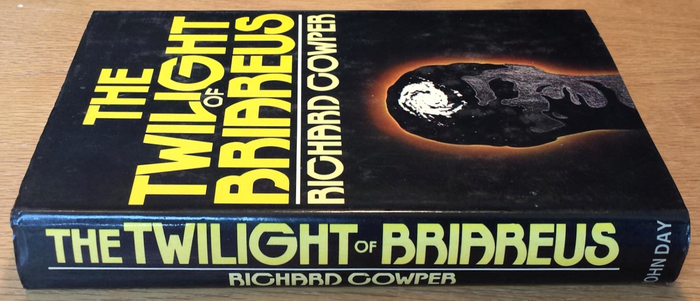 THE
TWILIGHT
OF
BRIAREUS
RICHARD COWPER
THE TWILIGHT OF BRIAREUS
RICHARD COWPER
JOHN DAY